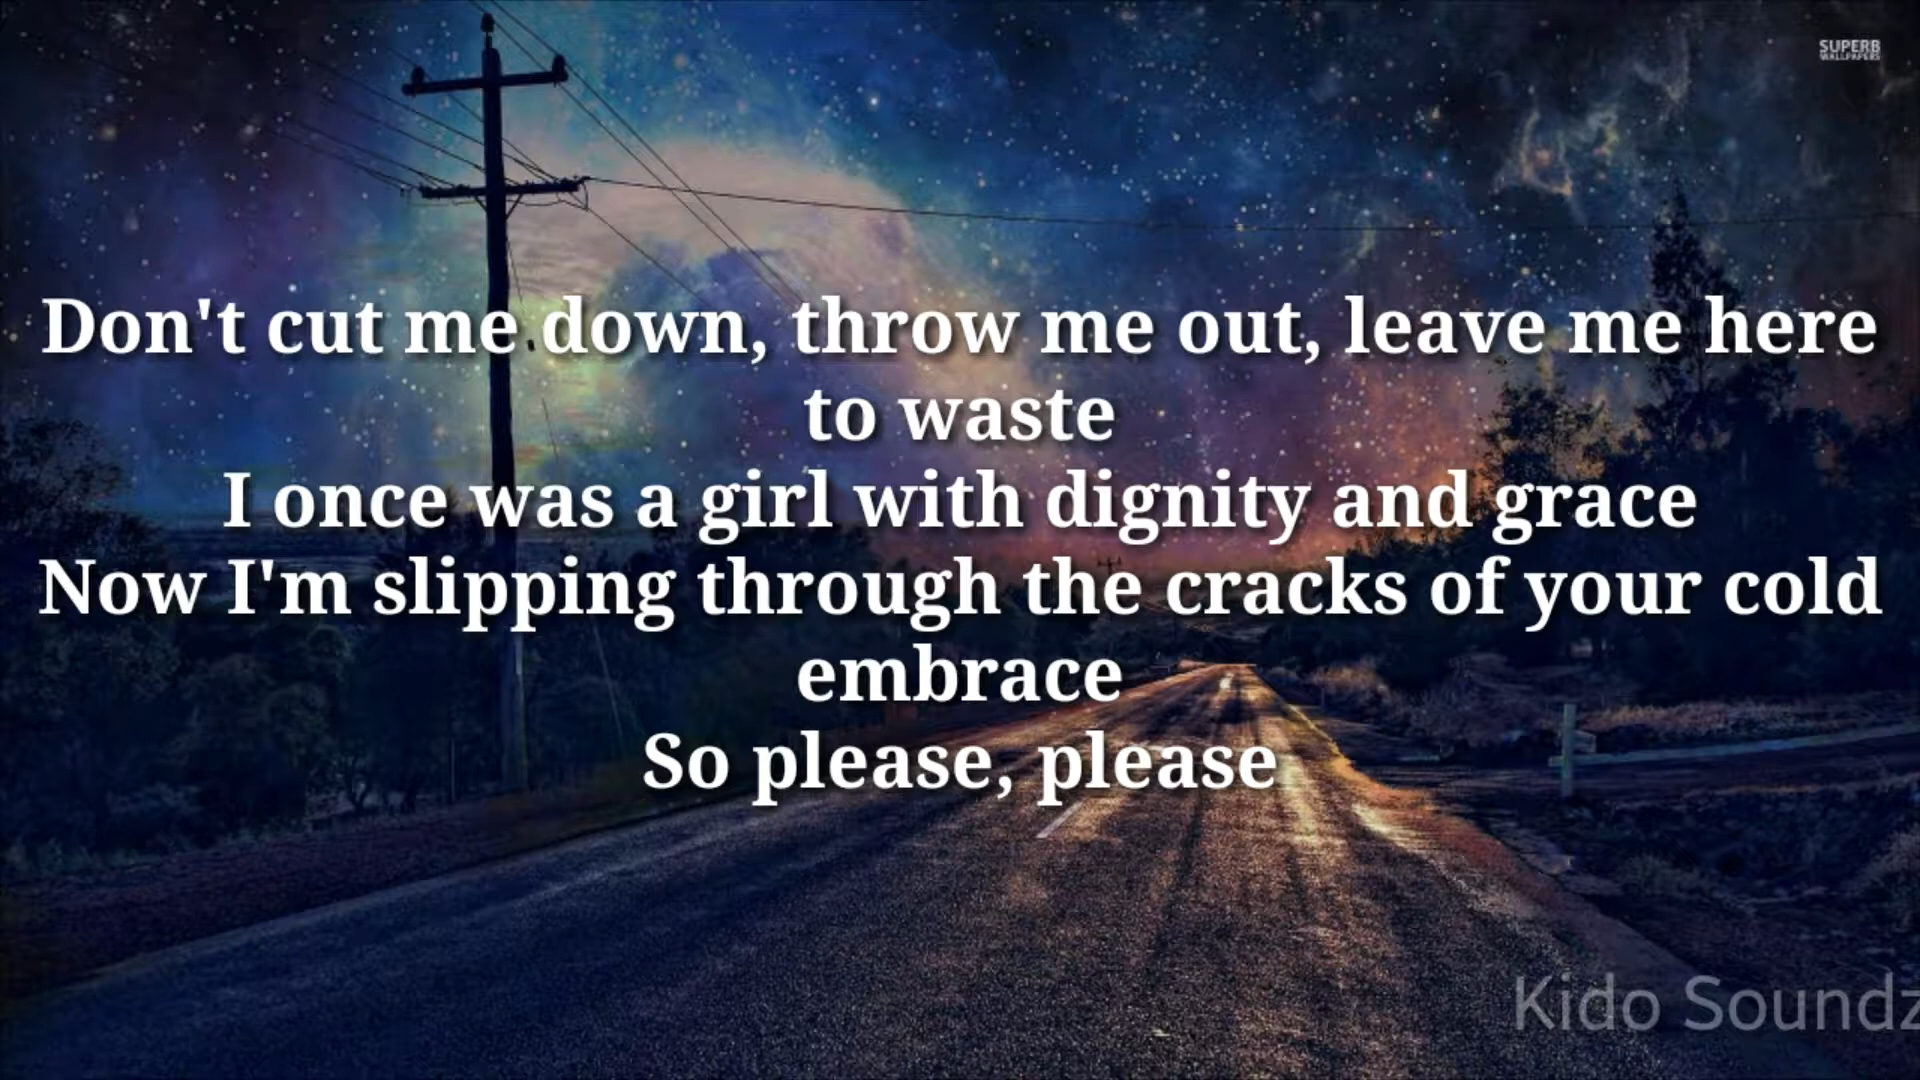 SUPERB
WALLPAPERS
Don't cut me down, throw me out, leave me here
to waste
I once was a girl with dignity and grace
Now I'm slipping through the cracks of your cold
embrace
So please, please
Kido Soundz